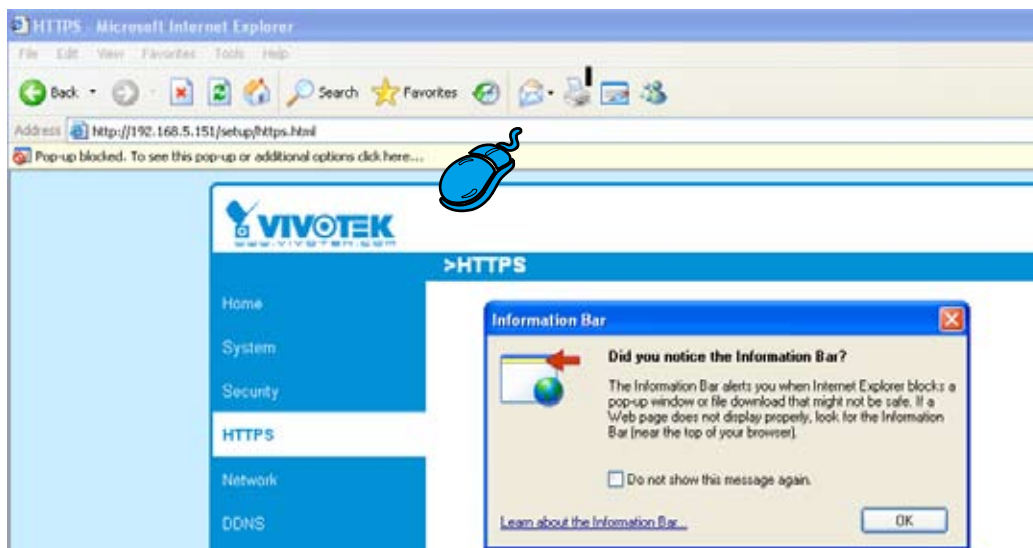 HTTPS - Microsoft Internet Explorer
File Edit View Favorites Tools Help
Back Search Favorites
Address http://192.168.5.151/setup/https.html
Pop-up blocked. To see this pop-up or additional options click here...
VIVOTEK
www.vivotek.com
>HTTPS
Home
System
Security
HTTPS
Network
DDNS
Information Bar
Did you notice the Information Bar?
The Information Bar alerts you when Internet Explorer blocks a
pop-up window or file download that might not be safe. If a
Web page does not display properly, look for the Information
Bar (near the top of your browser).
Do not show this message again.
Learn about the Information Bar...
OK